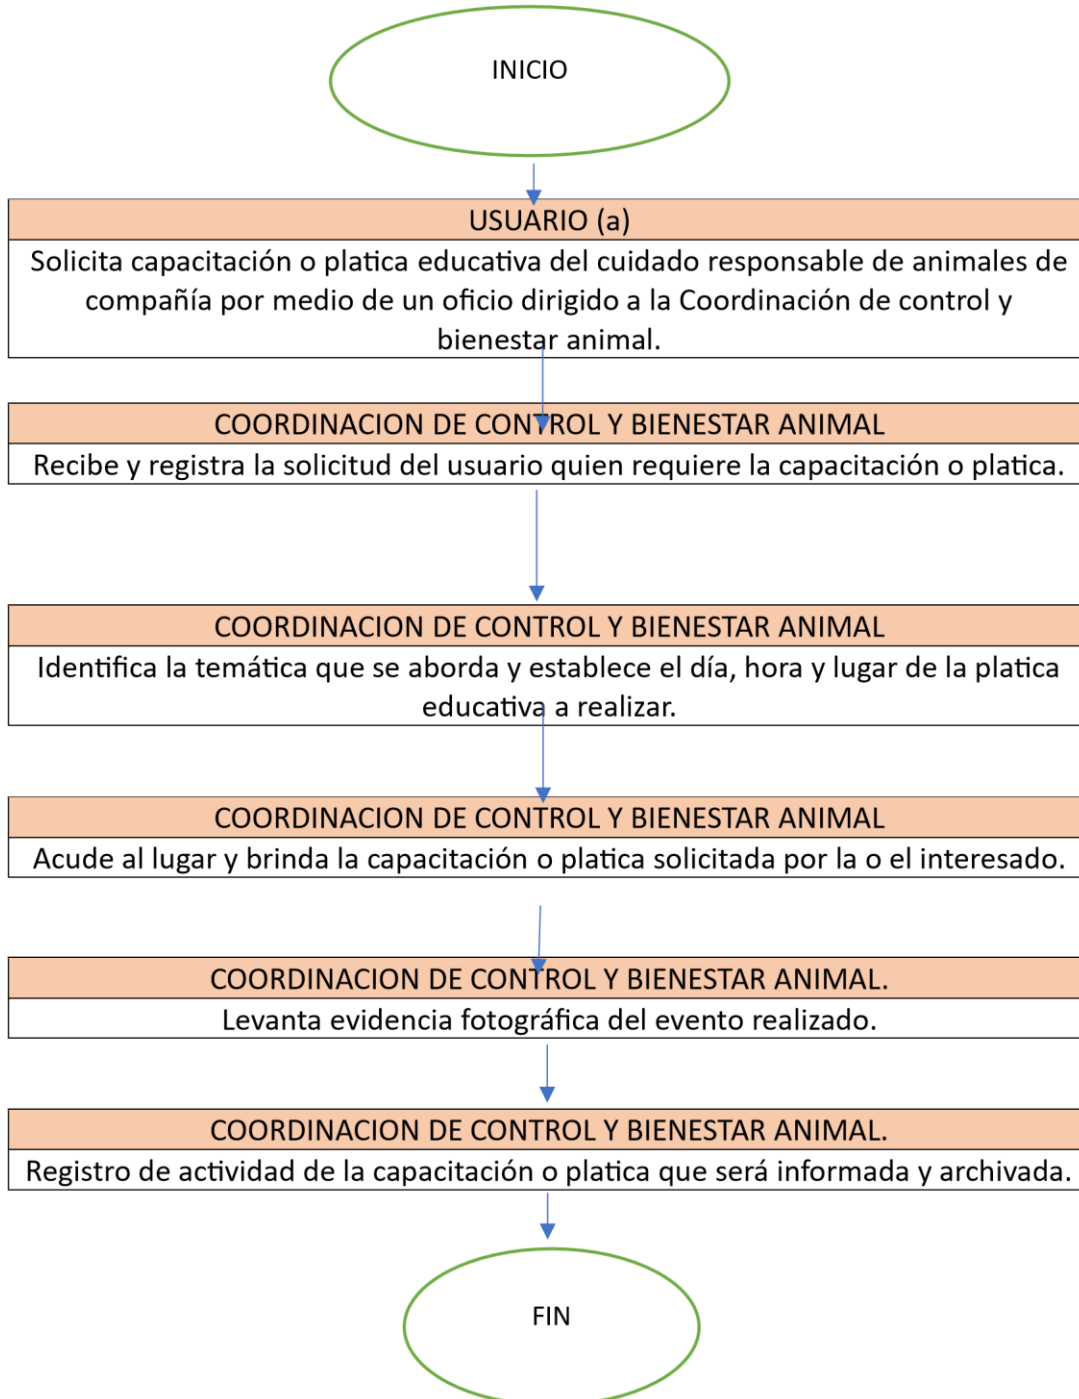 INICIO
USUARIO (a)
Solicita capacitación o platica educativa del cuidado responsable de animales de
compañía por medio de un oficio dirigido a la Coordinación de control y
bienestar animal.
COORDINACION DE CONTROL Y BIENESTAR ANIMAL
Recibe y registra la solicitud del usuario quien requiere la capacitación o platica.
COORDINACION DE CONTROL Y BIENESTAR ANIMAL
Identifica la temática que se aborda y establece el día, hora y lugar de la platica
educativa a realizar.
COORDINACION DE CONTROL Y BIENESTAR ANIMAL
Acude al lugar y brinda la capacitación o platica solicitada por la o el interesado.
COORDINACION DE CONTROL Y BIENESTAR ANIMAL.
Levanta evidencia fotográfica del evento realizado.
COORDINACION DE CONTROL Y BIENESTAR ANIMAL.
Registro de actividad de la capacitación o platica que será informada y archivada.
FIN